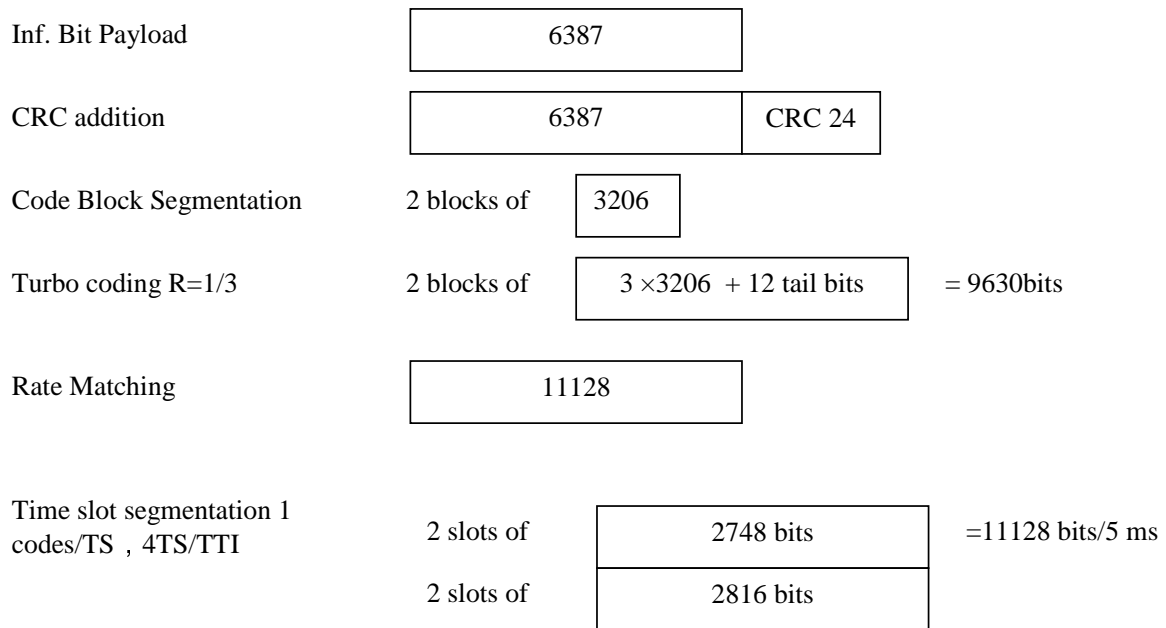 Inf. Bit Payload 6387
CRC addition 6387 CRC 24
Code Block Segmentation 2 blocks of 3206
Turbo coding R=1/3 2 blocks of 3 ×3206 + 12 tail bits = 9630bits
Rate Matching 11128
Time slot segmentation 1
codes/TS，4TS/TTI 2 slots of 2748 bits =11128 bits/5 ms
2 slots of 2816 bits